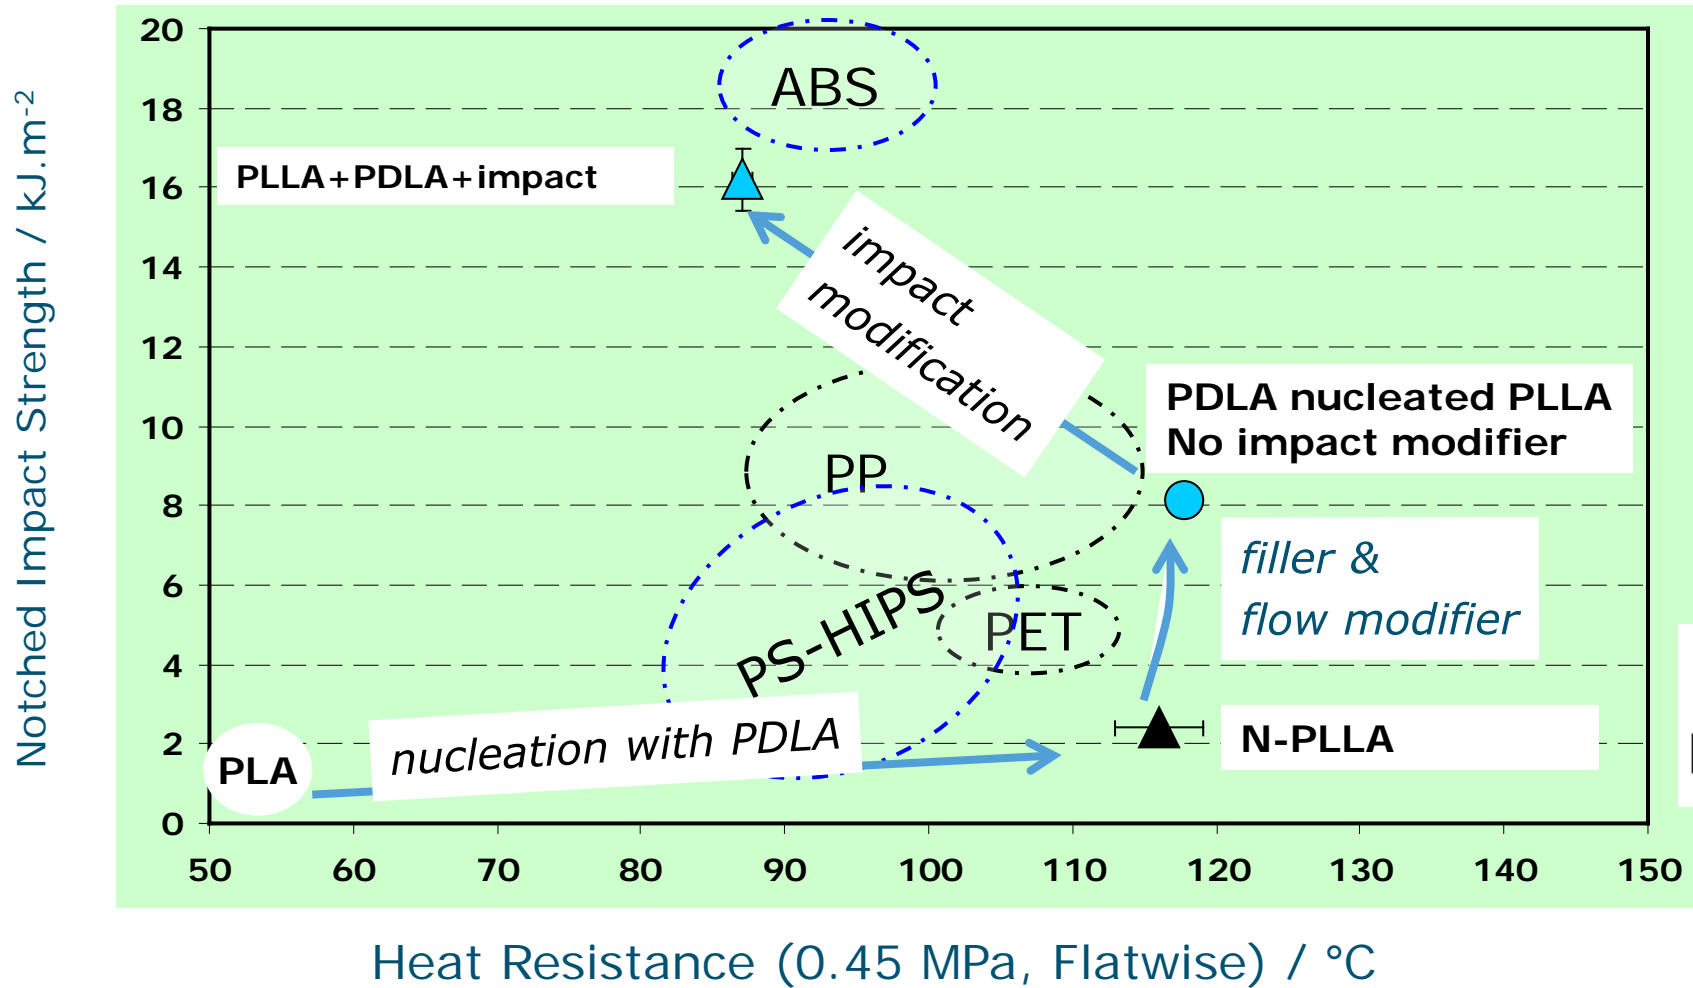 Notched Impact Strength / kJ.m-2
20
18
16
14
12
10
8
6
4
2
0
ABS
PLLA+PDLA+impact
impact
modification
PDLA nucleated PLLA
No impact modifier
PP
filler &
flow modifier
PS-HIPS
PET
N-PLLA
nucleation with PDLA
PLA
50 60 70 80 90 100 110 120 130 140 150
Heat Resistance (0.45 MPa, Flatwise) / °C